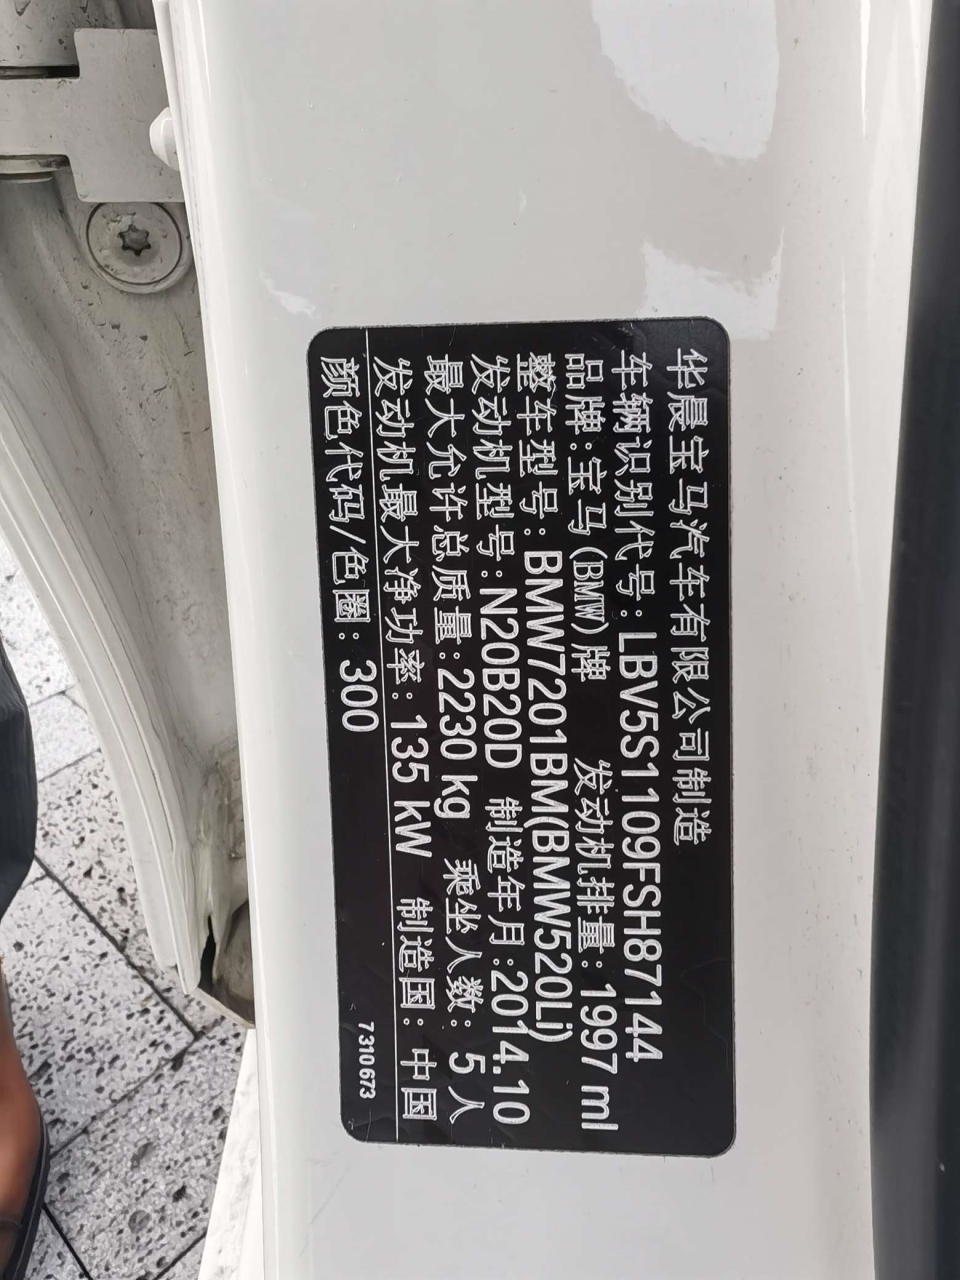 华晨宝马汽车有限公司制造
车辆识别代号：LBV5S1109FSH87144
品牌：宝马(BMW)牌 发动机排量：1997 ml
整车型号：BMW7201BM(BMW520Li)
发动机型号：N20B20D 制造年月：2014.10
最大允许总质量：2230 kg 乘坐人数：5 人
发动机最大净功率：135 kW 制造国：中国
颜色代码/色圈：300
7310673